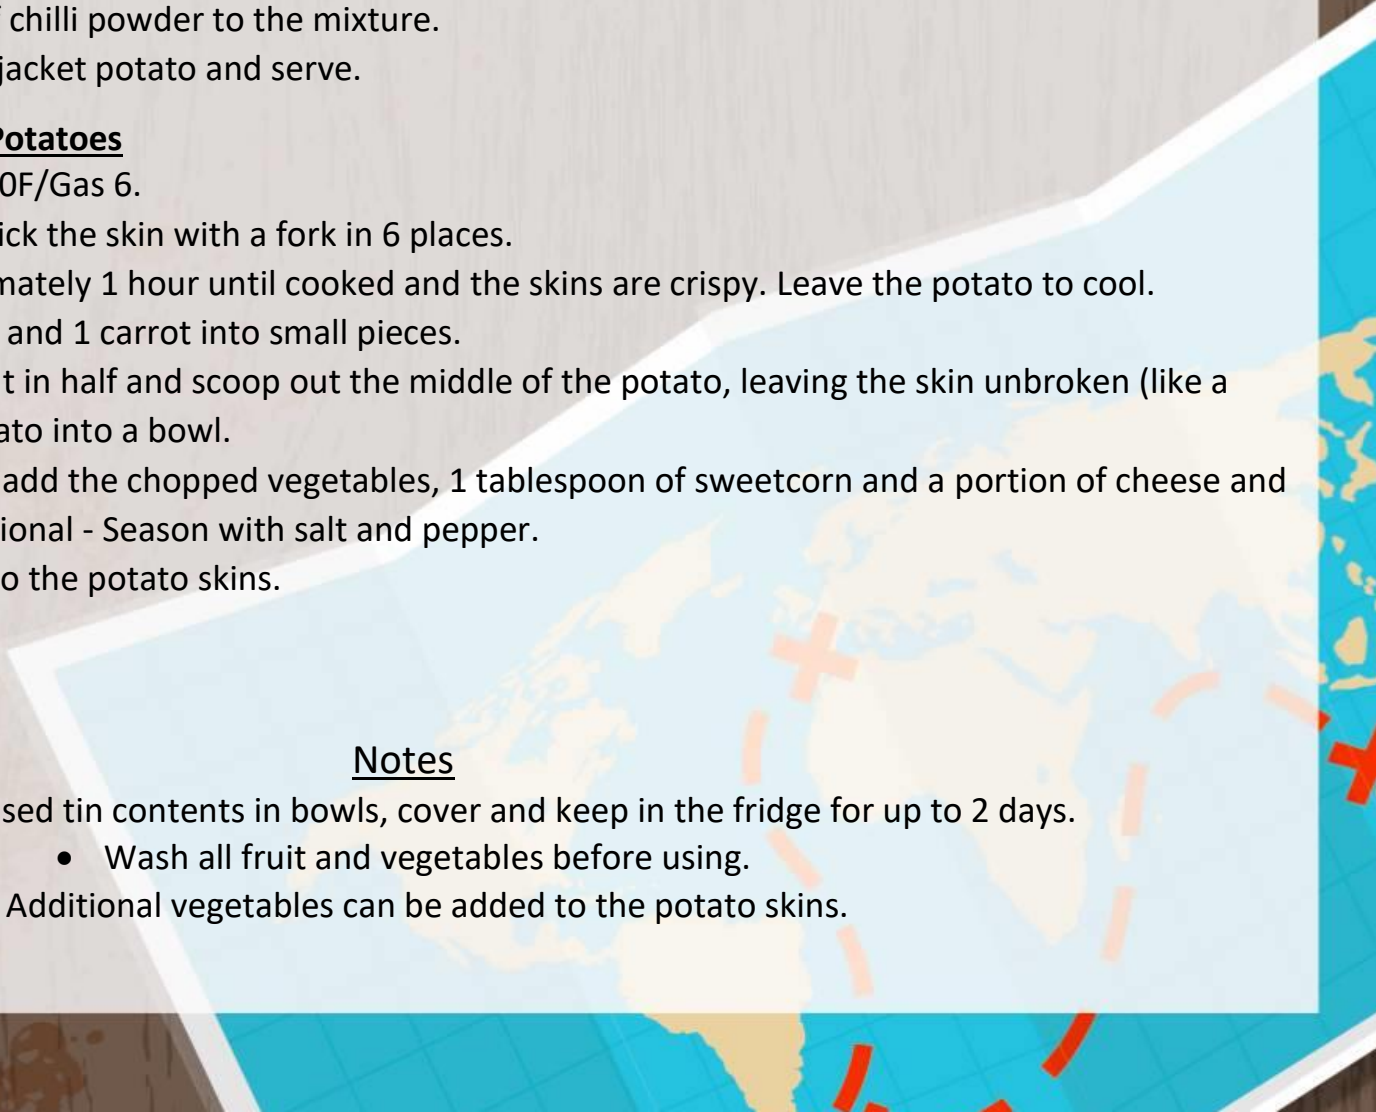 chilli powder to the mixture.
jacket potato and serve.
Potatoes
0F/Gas 6.
ick the skin with a fork in 6 places.
mately 1 hour until cooked and the skins are crispy. Leave the potato to cool.
and 1 carrot into small pieces.
t in half and scoop out the middle of the potato, leaving the skin unbroken (like a
ato into a bowl.
add the chopped vegetables, 1 tablespoon of sweetcorn and a portion of cheese and
ional - Season with salt and pepper.
o the potato skins.
Notes
sed tin contents in bowls, cover and keep in the fridge for up to 2 days.
• Wash all fruit and vegetables before using.
Additional vegetables can be added to the potato skins.